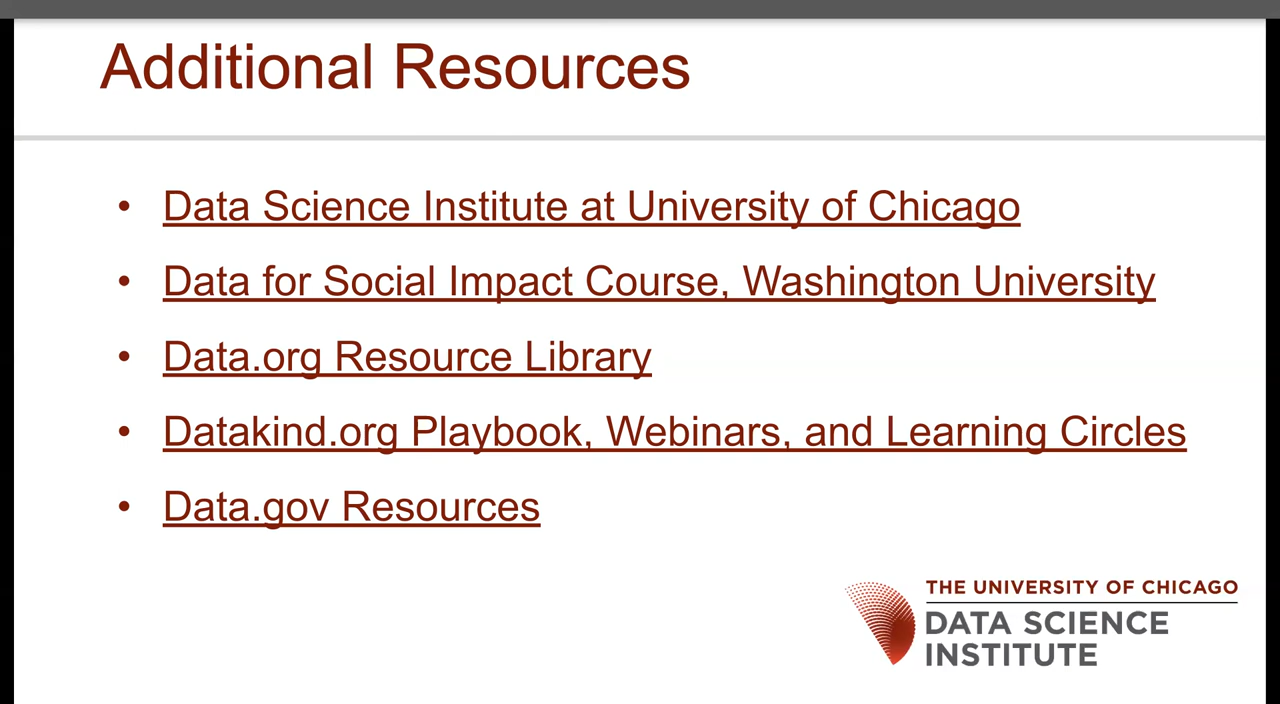 Additional Resources
• Data Science Institute at University of Chicago
• Data for Social Impact Course, Washington University
• Data.org Resource Library
• Datakind.org Playbook, Webinars, and Learning Circles
• Data.gov Resources
THE UNIVERSITY OF CHICAGO
DATA SCIENCE
INSTITUTE